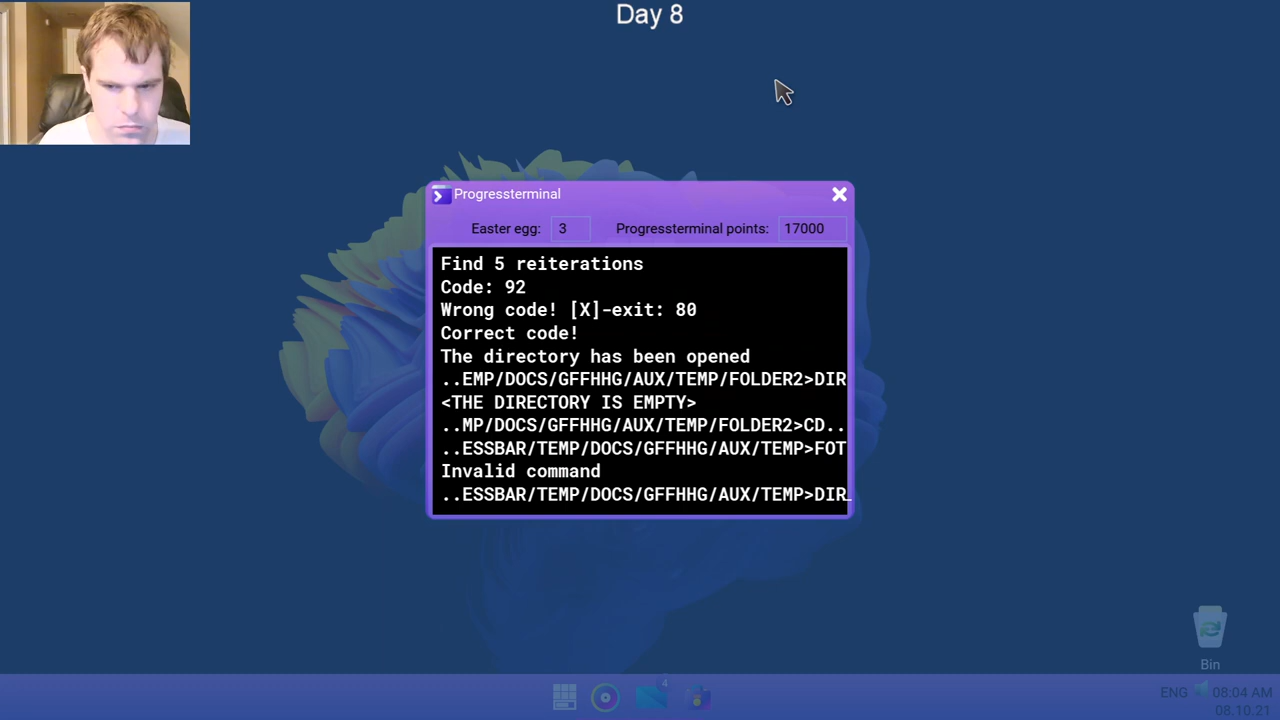 Day 8
Progressterminal
Easter egg: 3 Progressterminal points: 17000
Find 5 reiterations
Code: 92
Wrong code! [X]-exit: 80
Correct code!
The directory has been opened
..EMP/DOCS/GFFHHG/AUX/TEMP/FOLDER2>DIR
<THE DIRECTORY IS EMPTY>
..MP/DOCS/GFFHHG/AUX/TEMP/FOLDER2>CD..
..ESSBAR/TEMP/DOCS/GFFHHG/AUX/TEMP>FOT
Invalid command
..ESSBAR/TEMP/DOCS/GFFHHG/AUX/TEMP>DIR_
Bin
4
ENG 08:04 AM
08.10.21